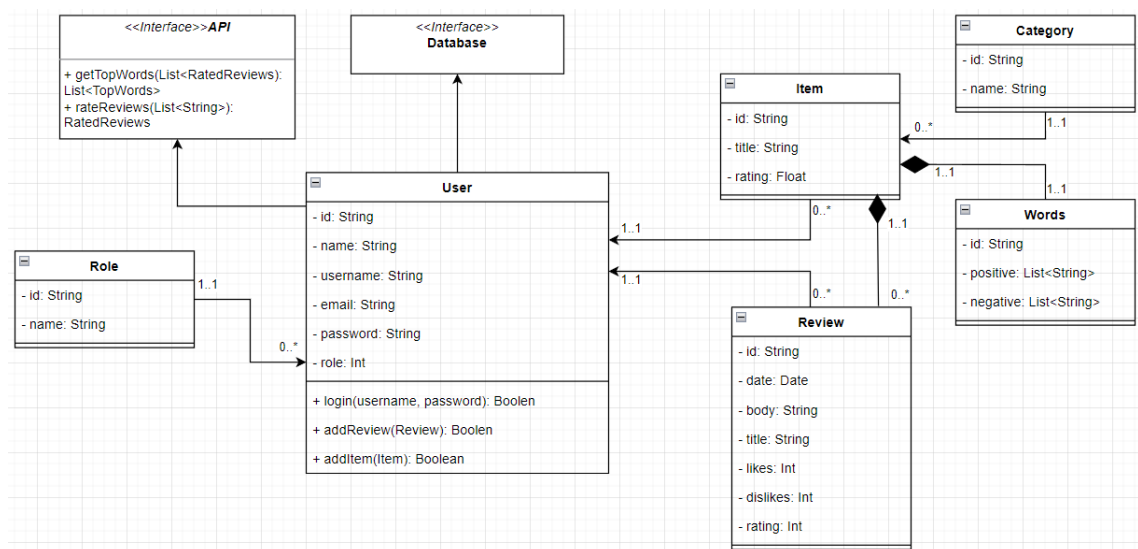 <<Interface>>API
+ getTopWords(List<RatedReviews):
List<TopWords>
+ rateReviews(List<String>):
RatedReviews
<<Interface>>
Database
Category
- id: String
- name: String
1..1
0..*
Item
- id: String
- title: String
- rating: Float
1..1
1..1
Words
- id: String
- positive: List<String>
- negative: List<String>
0..*
1..1
1..1
User
- id: String
- name: String
- username: String
- email: String
- password: String
- role: Int
+ login(username, password): Boolen
+ addReview(Review): Boolen
+ addItem(Item): Boolean
1..1
0..*
0..*
Role
- id: String
- name: String
1..1
0..*
Review
- id: String
- date: Date
- body: String
- title: String
- likes: Int
- dislikes: Int
- rating: Int